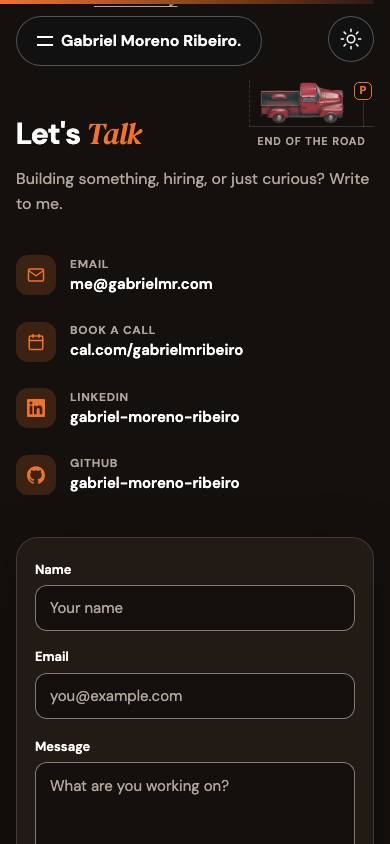 Gabriel Moreno Ribeiro.
P
Let's Talk
END OF THE ROAD
Building something, hiring, or just curious? Write
to me.
EMAIL
me@gabrielmr.com
BOOK A CALL
cal.com/gabrielmribeiro
LINKEDIN
gabriel-moreno-ribeiro
GITHUB
gabriel-moreno-ribeiro
Name
Your name
Email
you@example.com
Message
What are you working on?